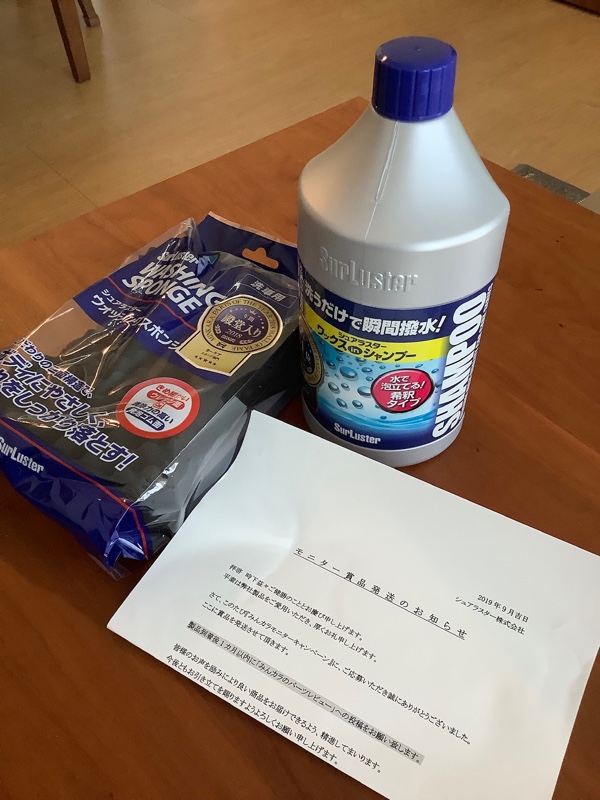 SurLuster
WASHING
SPONGE
洗車用
シュアラスター
殿堂入り
ボディにやさしく、
汚れをしっかり落とす!
SurLuster
SurLuster
洗うだけで瞬間撥水!
シュアラスター
ワックスinシャンプー
水で
泡立てる!
希釈
タイプ
SHAMPOO
SurLuster
モニター賞品発送のお知らせ
2019年9月吉日
シュアラスター株式会社
拝啓 時下益々ご健勝のこととお慶び申し上げます。
平素は弊社製品をご愛用いただき、厚くお礼申し上げます。
さて、このたび『みんカラモニターキャンペーン』に、ご応募いただき誠にありがとうございました。
ここに賞品を発送させて頂きます。
製品到着後1カ月以内に「みんカラのパーツレビュー」への投稿をお願い致します。
皆様のお声を励みにより良い商品をお届けできるよう、精進してまいります。
今後ともお引き立てを賜りますようよろしくお願い申し上げます。